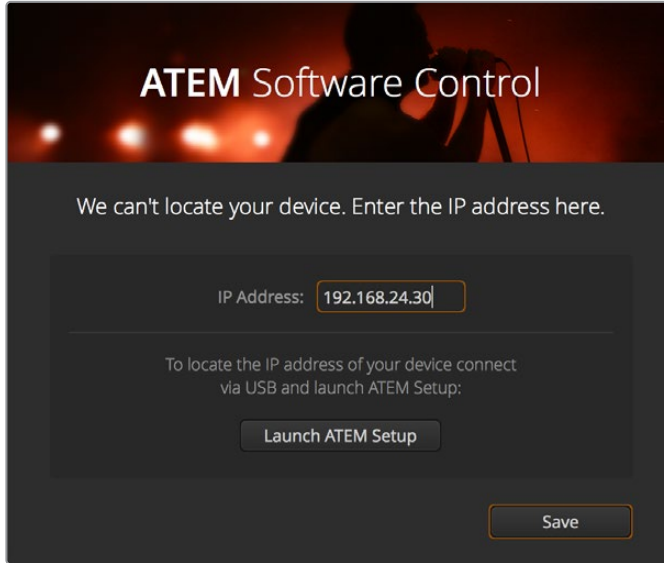 ATEM Software Control
We can't locate your device. Enter the IP address here.
IP Address: 192.168.24.30
To locate the IP address of your device connect
via USB and launch ATEM Setup:
Launch ATEM Setup
Save